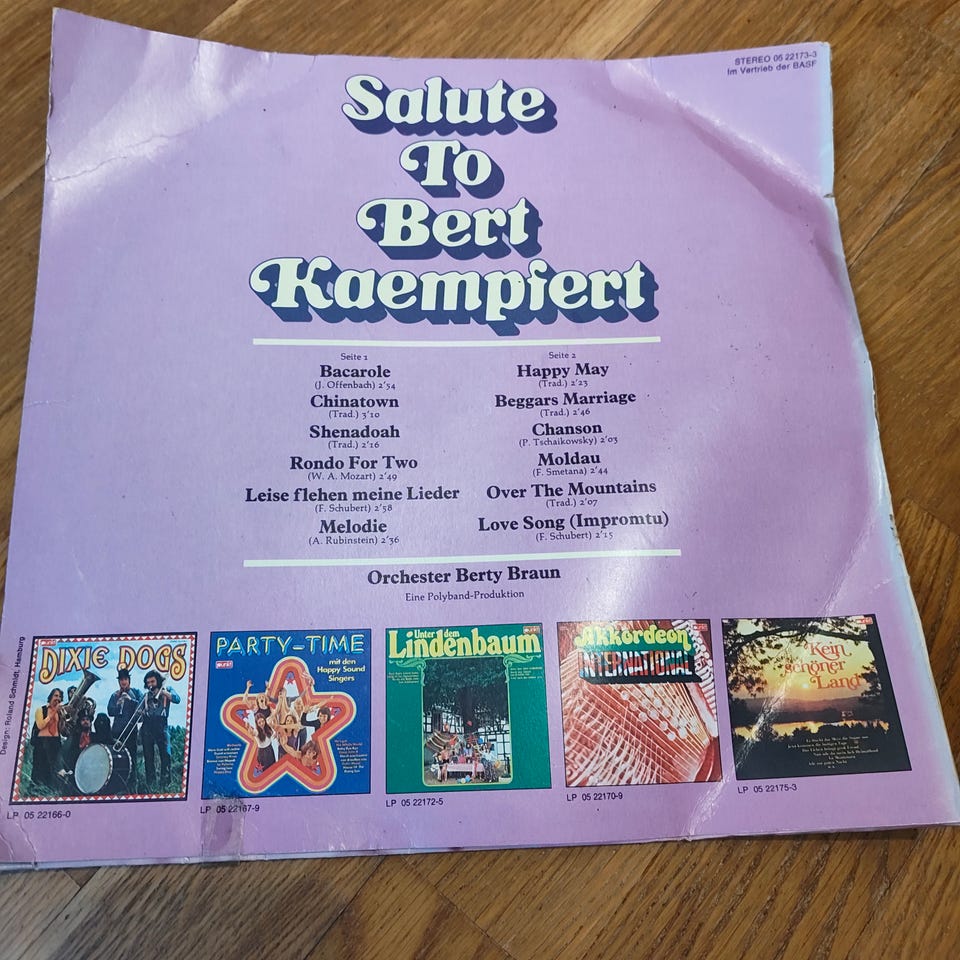 STEREO 05 22173-3
Im Vertrieb der BASF
Salute
To
Bert
Kaempfert
Seite 1
Bacarole
(J. Offenbach) 2'54
Chinatown
(Trad.) 3'10
Shenadoah
(Trad.) 2'16
Rondo For Two
(W. A. Mozart) 2'49
Leise flehen meine Lieder
(F. Schubert) 2'58
Melodie
(A. Rubinstein) 2'36
Seite 2
Happy May
(Trad.) 2'23
Beggars Marriage
(Trad.) 2'46
Chanson
(P. Tschaikowsky) 2'03
Moldau
(F. Smetana) 2'44
Over The Mountains
(Trad.) 2'07
Love Song (Impromtu)
(F. Schubert) 2'15
Orchester Berty Braun
Eine Polyband-Produktion
Design: Roland Schmidt, Hamburg
DIXIE DOGS
LP 05 22166-0
PARTY-TIME
mit den
Happy Sound
Singers
LP 05 22167-9
Unter dem
Lindenbaum
LP 05 22172-5
Akkordeon
INTERNATIONAL
LP 05 22170-9
Kein
schöner
Land
LP 05 22175-3